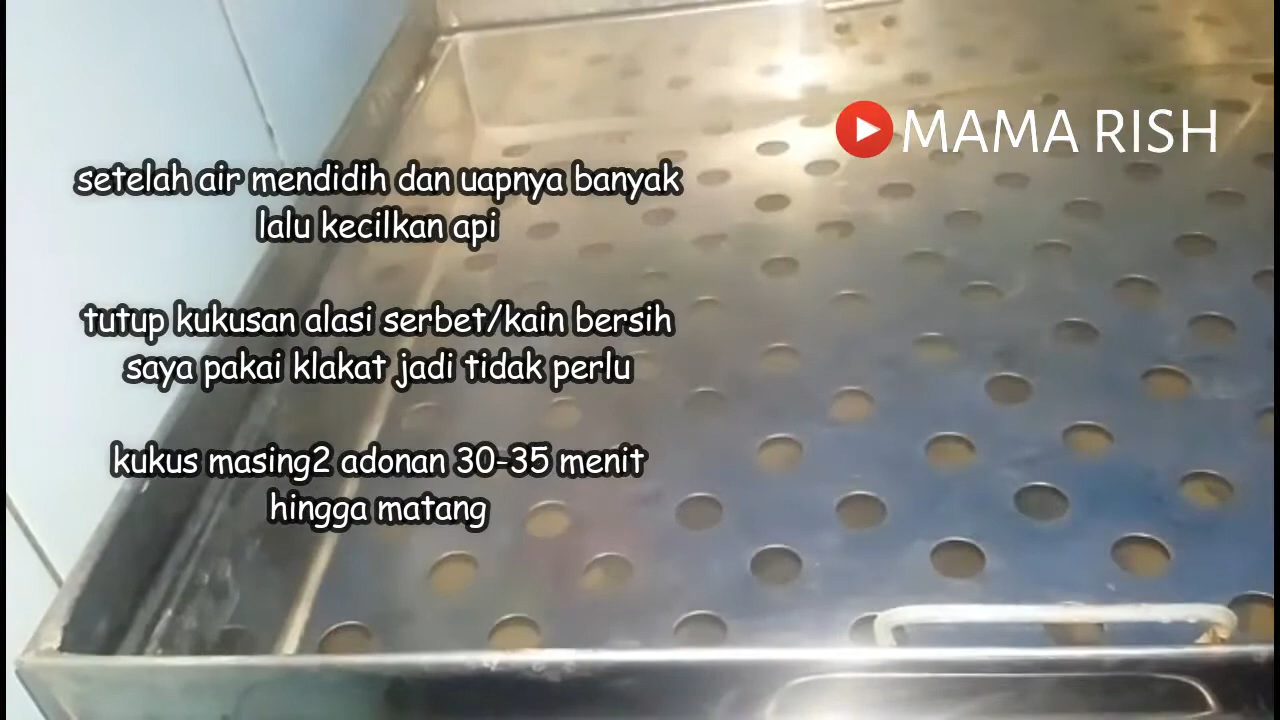 MAMA RISH
setelah air mendidih dan uapnya banyak
lalu kecilkan api
tutup kukusan alasi serbet/kain bersih
saya pakai klakat jadi tidak perlu
kukus masing2 adonan 30-35 menit
hingga matang